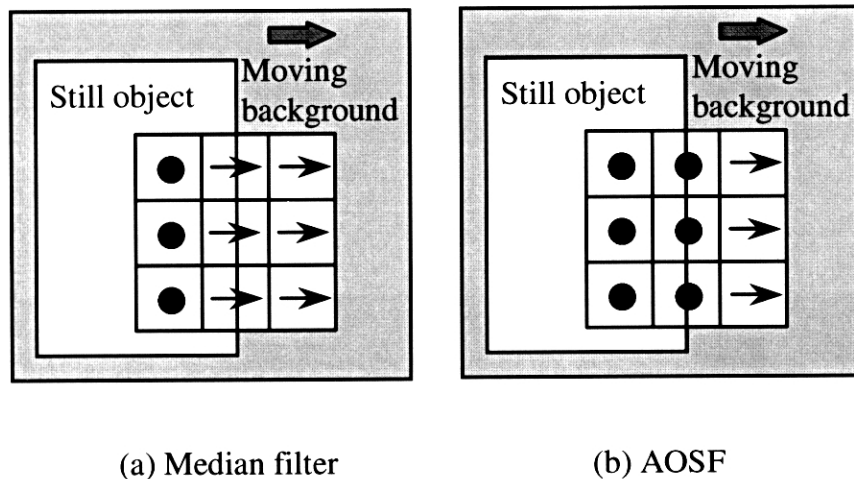 Moving
Still object
background
Moving
Still object
background
(a) Median filter
(b) AOSF